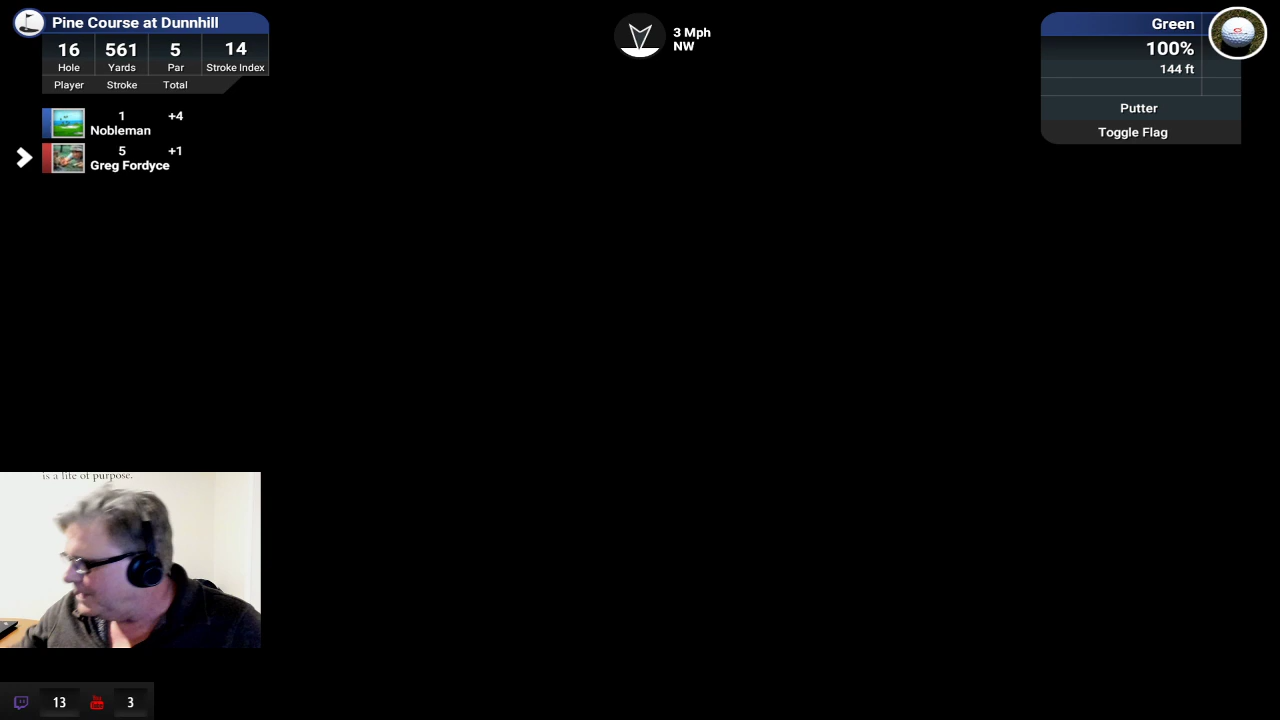 Pine Course at Dunnhill
16 561 5 14
Hole Yards Par Stroke Index
Player Stroke Total
1 +4
Nobleman
5 +1
Greg Fordyce
3 Mph
NW
Green
100%
144 ft
Putter
Toggle Flag
is a life of purpose.
13 You Tube 3